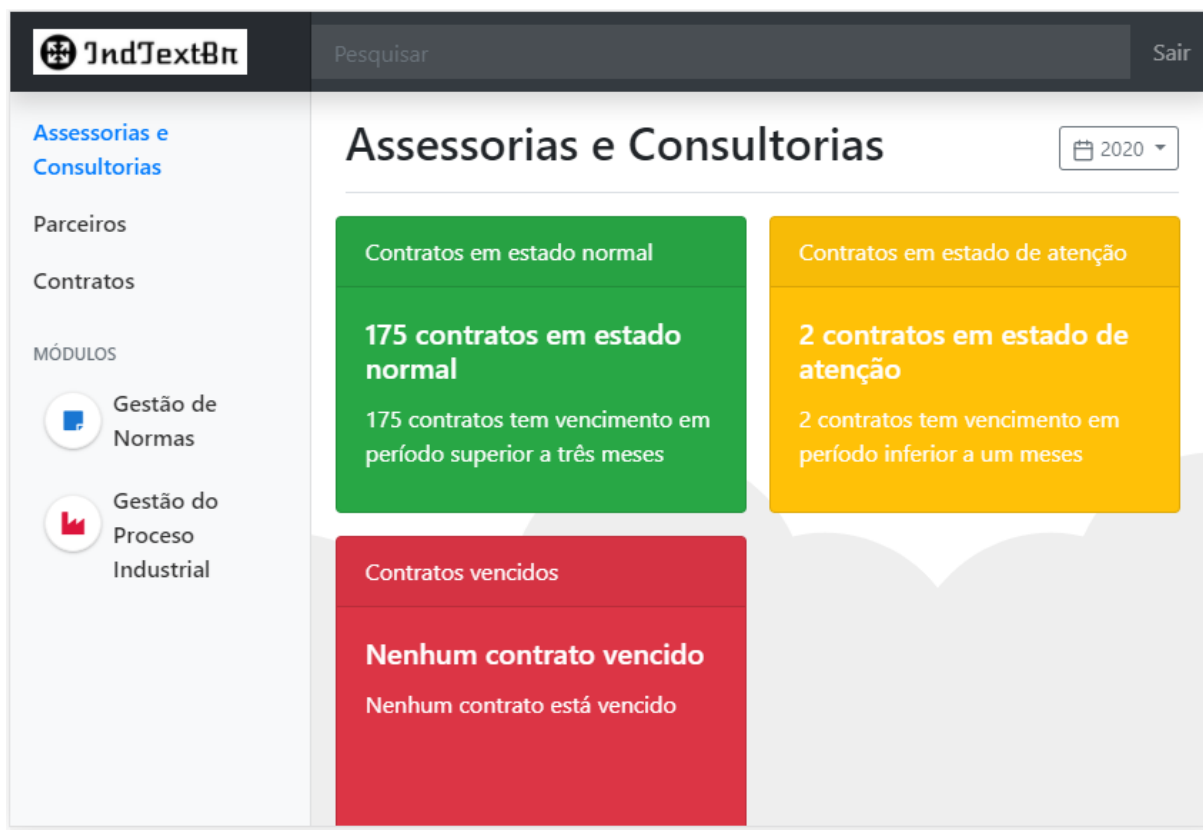 IndTextBr
Pesquisar
Sair
Assessorias e
Consultorias
Parceiros
Contratos
MÓDULOS
Gestão de
Normas
Gestão do
Proceso
Industrial
Assessorias e Consultorias
2020
Contratos em estado normal
175 contratos em estado
normal
175 contratos tem vencimento em
período superior a três meses
Contratos em estado de atenção
2 contratos em estado de
atenção
2 contratos tem vencimento em
período inferior a um meses
Contratos vencidos
Nenhum contrato vencido
Nenhum contrato está vencido